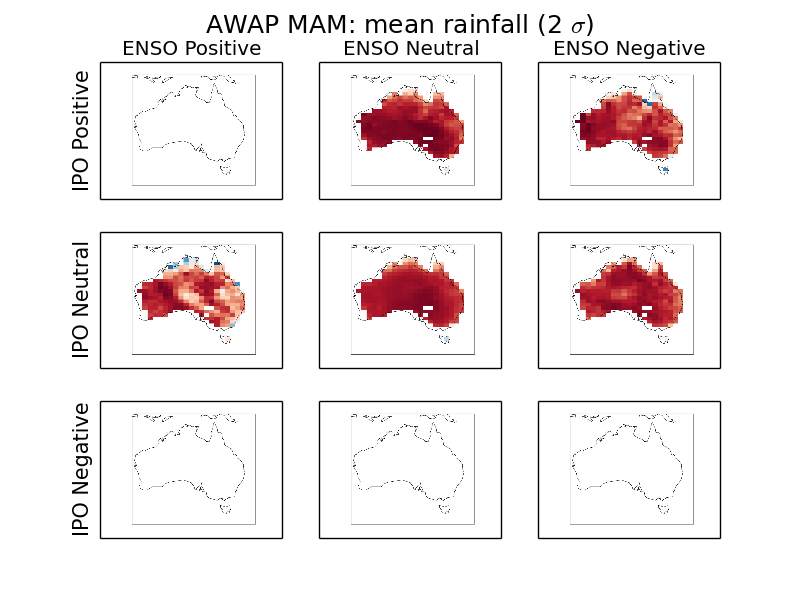 AWAP MAM: mean rainfall (2 σ)
ENSO Positive
ENSO Neutral
ENSO Negative
IPO Positive
IPO Neutral
IPO Negative